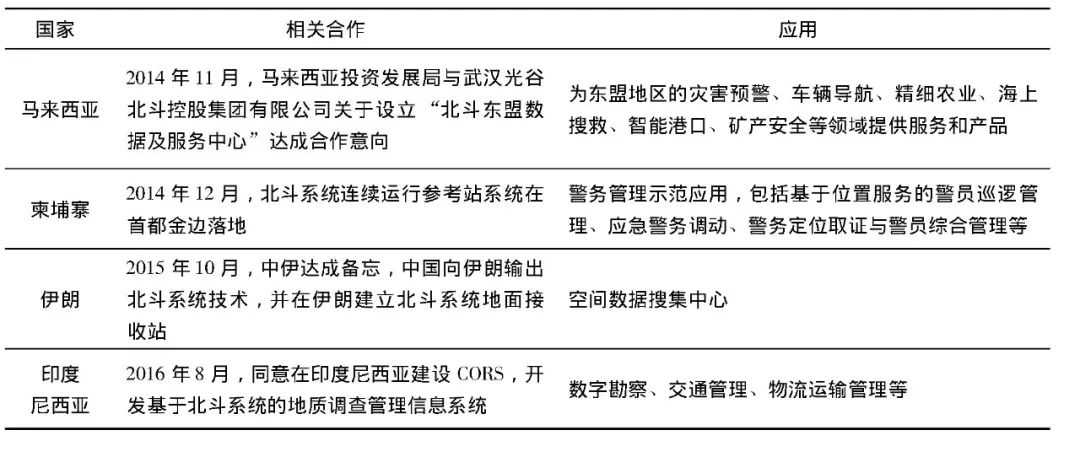 国家 相关合作 应用
马来西亚
2014 年 11 月，马来西亚投资发展局与武汉光谷
北斗控股集团有限公司关于设立 “北斗东盟数
据及服务中心” 达成合作意向
为东盟地区的灾害预警、车辆导航、精细农业、海上
搜救、智能港口、矿产安全等领域提供服务和产品
柬埔寨
2014 年 12 月，北斗系统连续运行参考站系统在
首都金边落地
警务管理示范应用，包括基于位置服务的警员巡逻管
理、应急警务调动、警务定位取证与警员综合管理等
伊朗
2015 年 10 月，中伊达成备忘，中国向伊朗输出
北斗系统技术，并在伊朗建立北斗系统地面接
收站
空间数据搜集中心
印度
尼西亚
2016 年 8 月，同意在印度尼西亚建设 CORS，开
发基于北斗系统的地质调查管理信息系统
数字勘察、交通管理、物流运输管理等